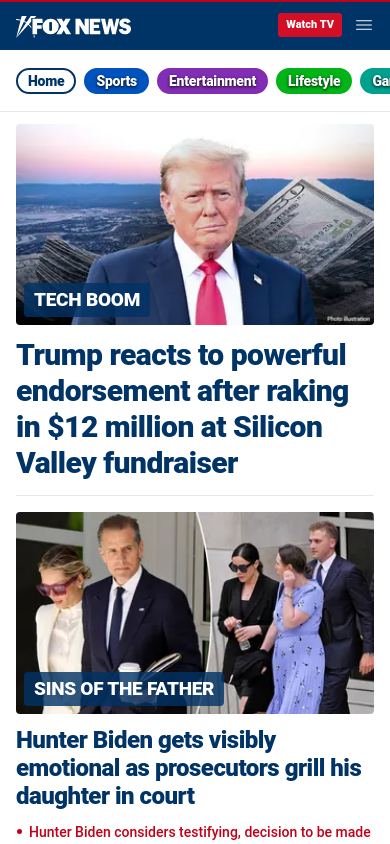 FOX NEWS
Watch TV
Home Sports Entertainment Lifestyle Ga
Photo illustration
TECH BOOM
Trump reacts to powerful
endorsement after raking
in $12 million at Silicon
Valley fundraiser
SINS OF THE FATHER
Hunter Biden gets visibly
emotional as prosecutors grill his
daughter in court
• Hunter Biden considers testifying, decision to be made